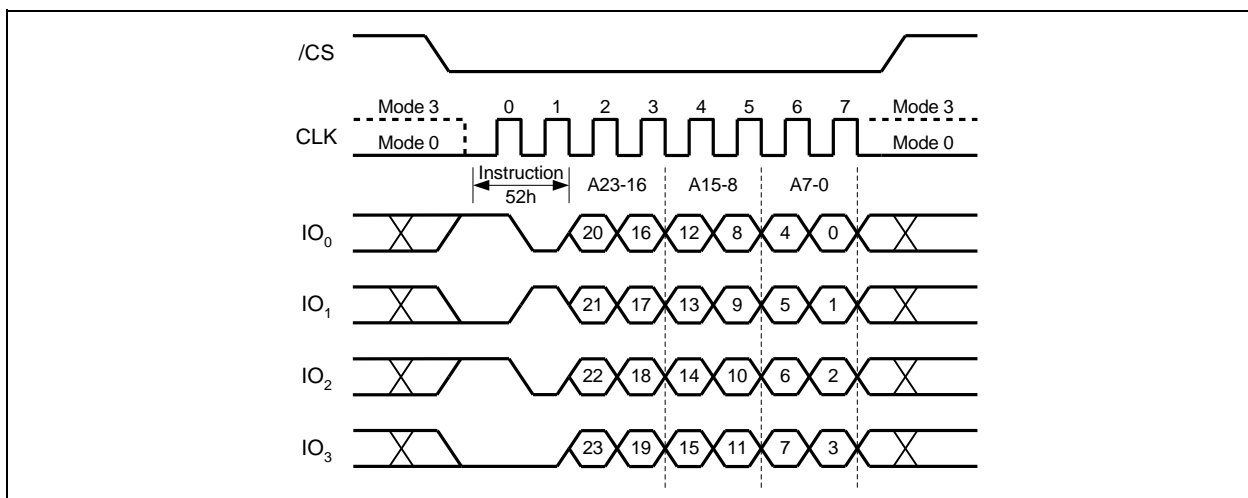 /CS
Mode 3 0 1 2 3 4 5 6 7 Mode 3
CLK
Mode 0 Mode 0
Instruction A23-16 A15-8 A7-0
52h
IO0 20 16 12 8 4 0
IO1 21 17 13 9 5 1
IO2 22 18 14 10 6 2
IO3 23 19 15 11 7 3